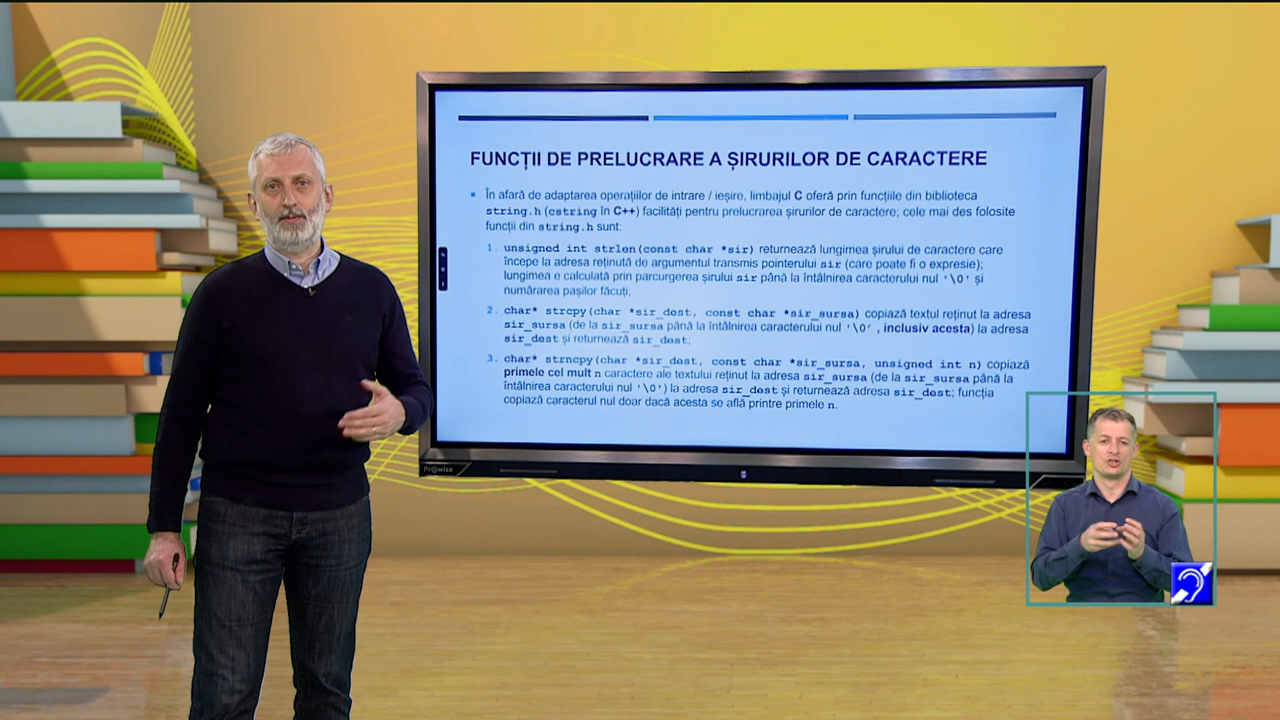 FUNCȚII DE PRELUCRARE A ȘIRURILOR DE CARACTERE
În afară de adaptarea operațiilor de intrare / ieșire, limbajul C oferă prin funcțiile din biblioteca
string.h (cstring în C++) facilități pentru prelucrarea șirurilor de caractere; cele mai des folosite
funcții din string.h sunt:
1. unsigned int strlen(const char *sir) returnează lungimea șirului de caractere care
începe la adresa reținută de argumentul transmis pointerului sir (care poate fi o expresie);
lungimea e calculată prin parcurgerea șirului sir până la întâlnirea caracterului nul '\0' și
numărarea pașilor făcuți;
2. char* strcpy(char *sir_dest, const char *sir_sursa) copiază textul reținut la adresa
sir_sursa (de la sir_sursa până la întâlnirea caracterului nul '\0' , inclusiv acesta) la adresa
sir_dest și returnează sir_dest;
3. char* strncpy(char *sir_dest, const char *sir_sursa, unsigned int n) copiază
primele cel mult n caractere ale textului reținut la adresa sir_sursa (de la sir_sursa până la
întâlnirea caracterului nul '\0') la adresa sir_dest și returnează adresa sir_dest; funcția
copiază caracterul nul doar dacă acesta se află printre primele n.
Prowise